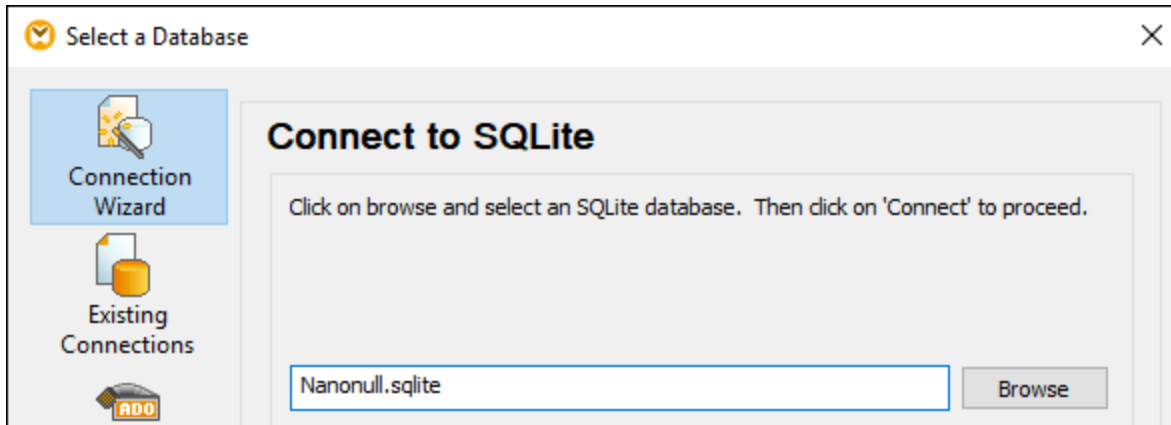 Select a Database
Connection
Wizard
Existing
Connections
ADO
Connect to SQLite
Click on browse and select an SQLite database. Then click on 'Connect' to proceed.
Nanonull.sqlite
Browse